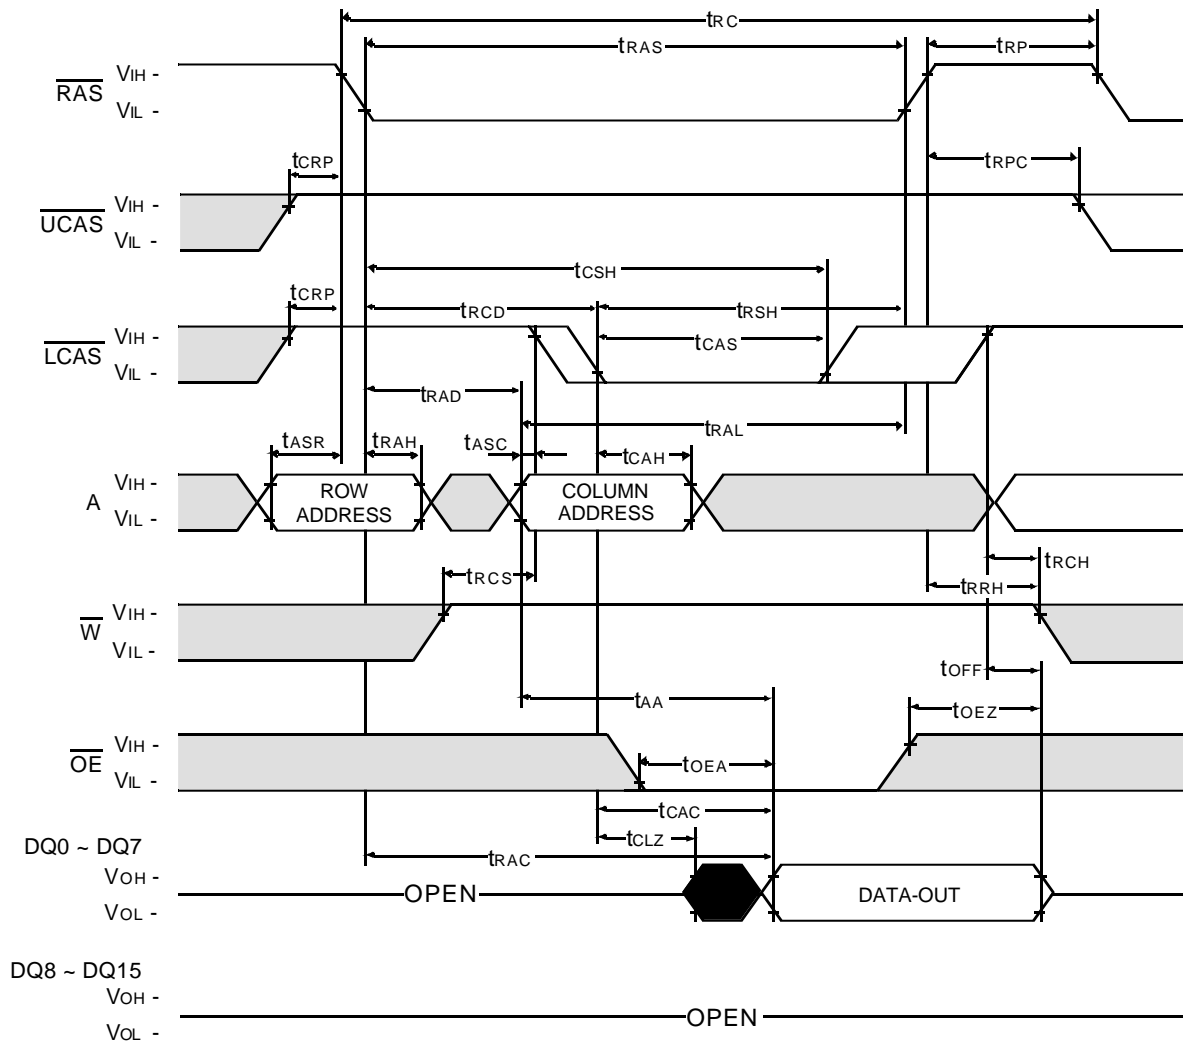 tRC
tRAS
tRP
RAS
VIH -
VIL -
tCRP
tRPC
UCAS
VIH -
VIL -
tCSH
tCRP
tRCD
tRSH
LCAS
VIH -
VIL -
tCAS
tRAD
tRAL
tASR
tRAH
tASC
tCAH
A
VIH -
VIL -
ROW
ADDRESS
COLUMN
ADDRESS
tRCH
tRCS
tRRH
W
VIH -
VIL -
tOFF
tAA
tOEZ
OE
VIH -
VIL -
tOEA
tCAC
tCLZ
tRAC
DQ0 ~ DQ7
VOH -
VOL -
OPEN
DATA-OUT
DQ8 ~ DQ15
VOH -
VOL -
OPEN